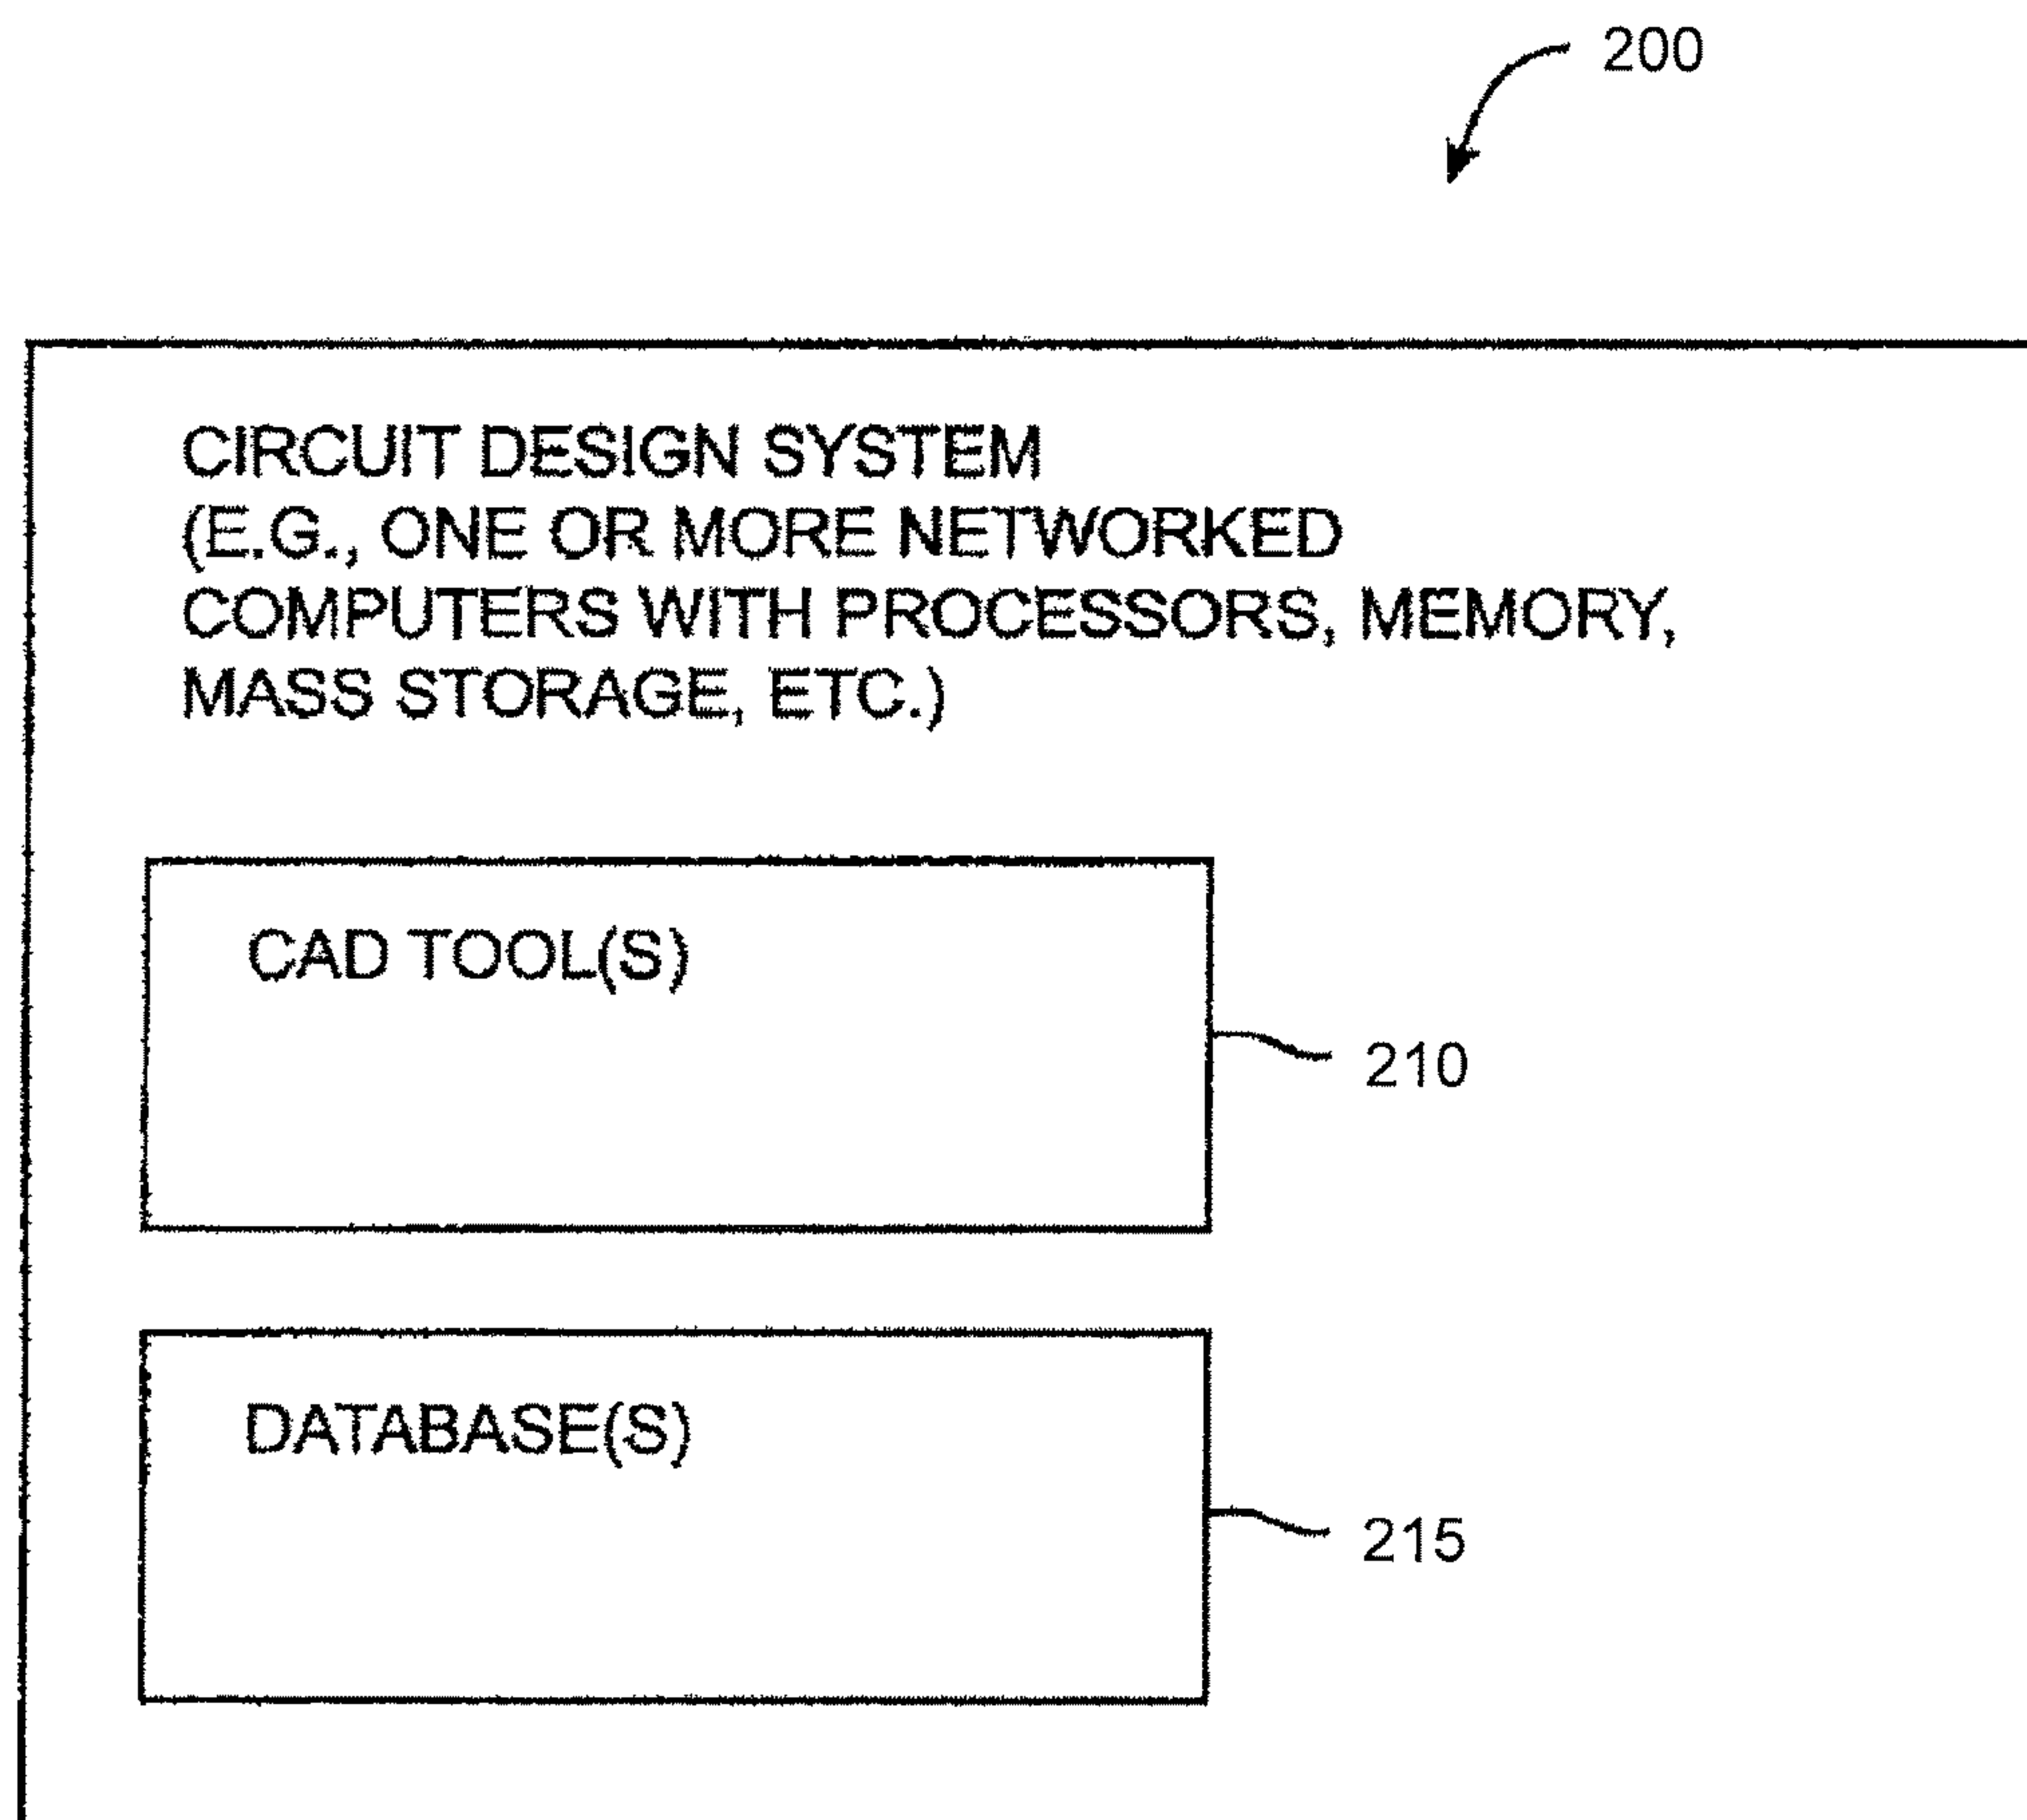 200
CIRCUIT DESIGN SYSTEM
(E.G., ONE OR MORE NETWORKED
COMPUTERS WITH PROCESSORS, MEMORY,
MASS STORAGE, ETC.)
CAD TOOL(S)
210
DATABASE(S)
215